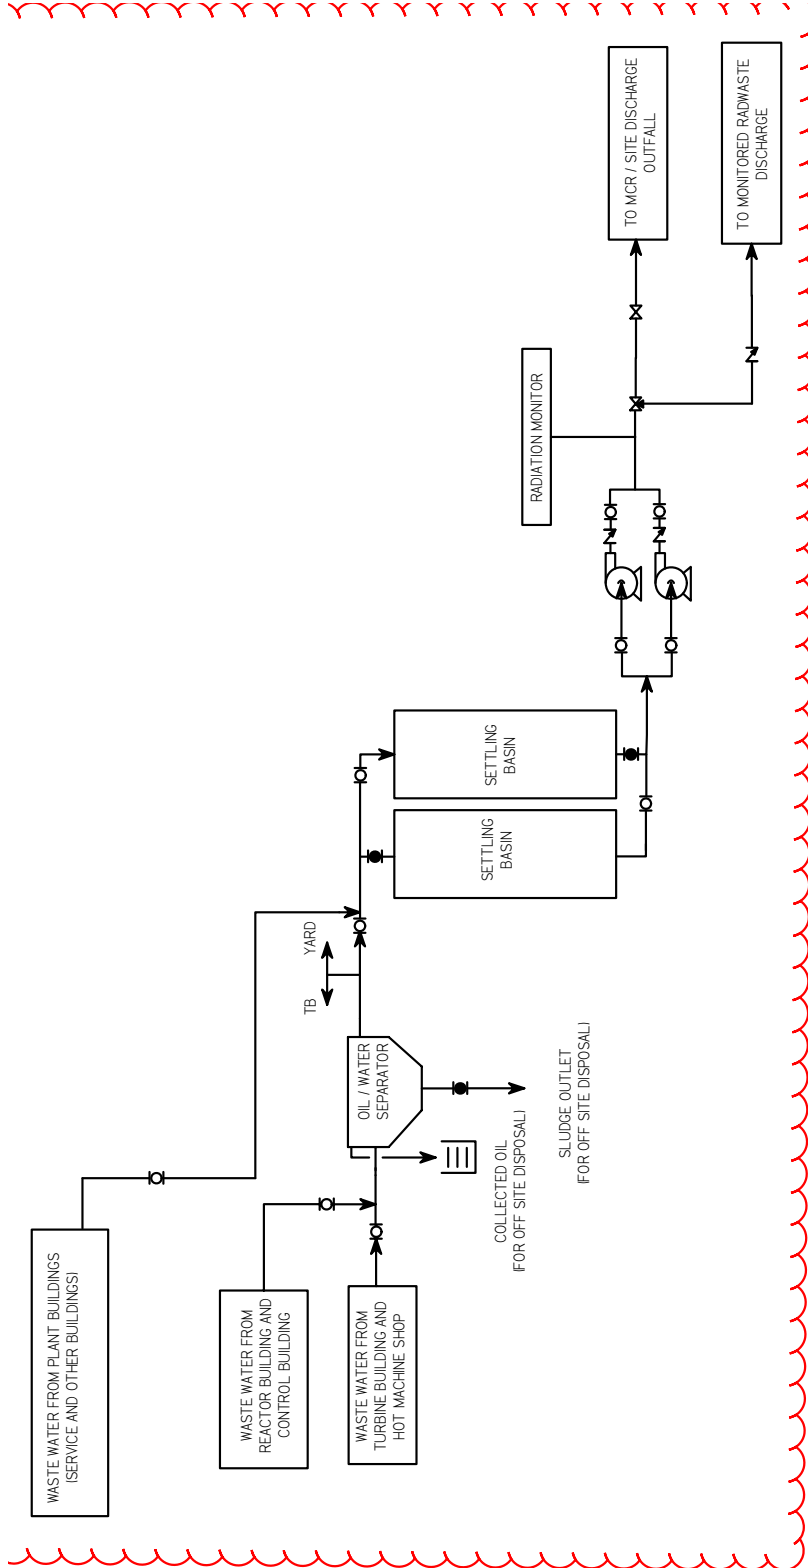 WASTE WATER FROM PLANT BUILDINGS
(SERVICE AND OTHER BUILDINGS)
WASTE WATER FROM
REACTOR BUILDING AND
CONTROL BUILDING
WASTE WATER FROM
TURBINE BUILDING AND
HOT MACHINE SHOP
OIL / WATER
SEPARATOR
TB
YARD
COLLECTED OIL
(FOR OFF SITE DISPOSAL)
SLUDGE OUTLET
(FOR OFF SITE DISPOSAL)
SETTLING
BASIN
SETTLING
BASIN
RADIATION MONITOR
TO MCR / SITE DISCHARGE
OUTFALL
TO MONITORED RADWASTE
DISCHARGE